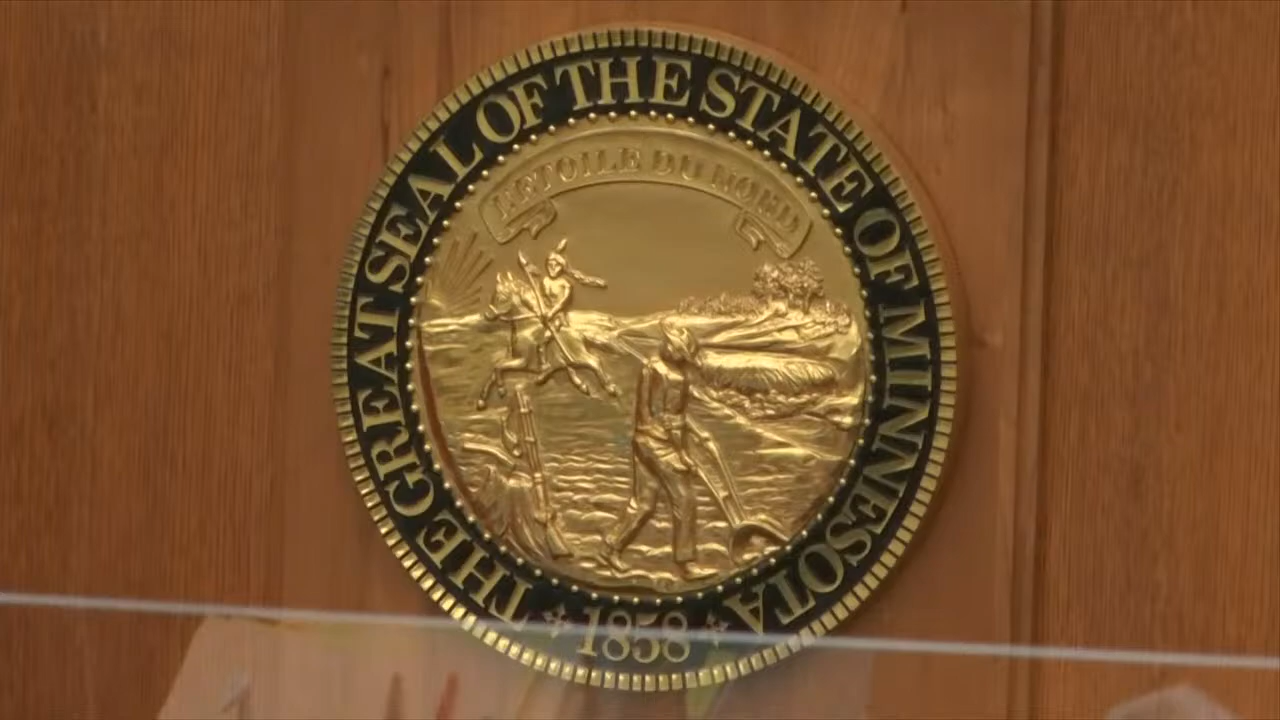 THE GREAT SEAL OF THE STATE OF MINNESOTA
L'ETOILE DU NORD
1858